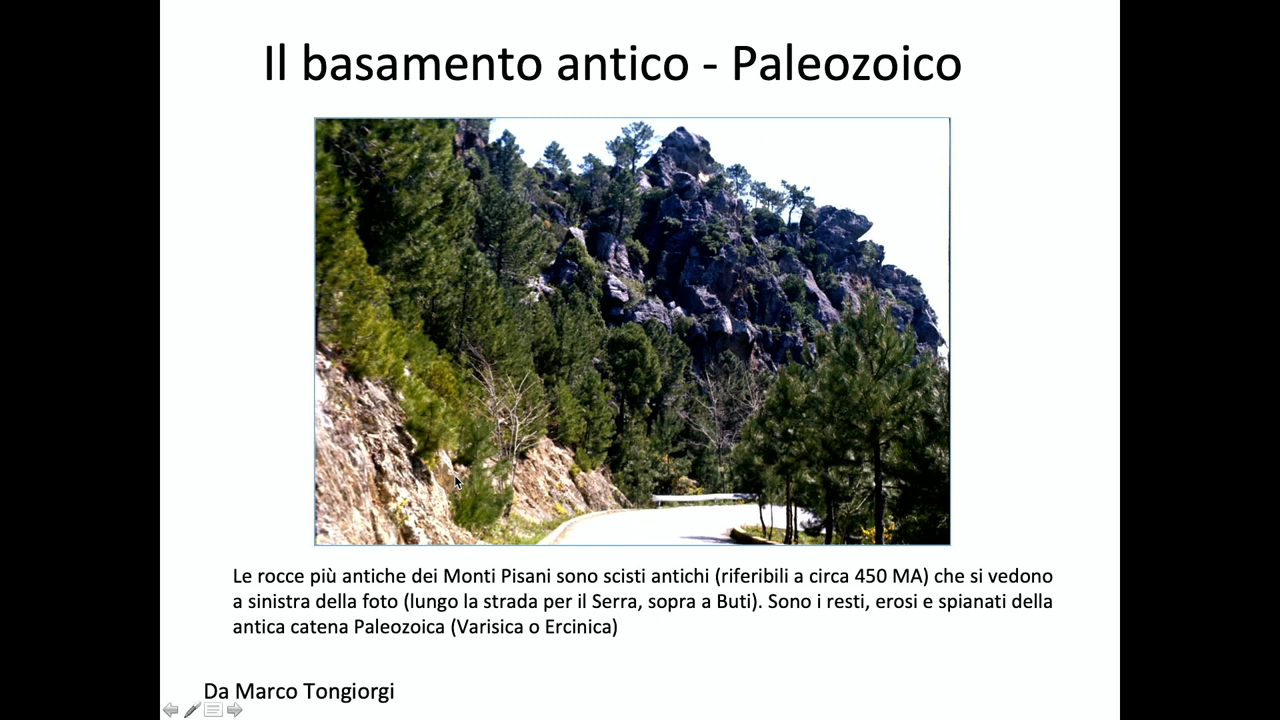 Il basamento antico - Paleozoico
Le rocce più antiche dei Monti Pisani sono scisti antichi (riferibili a circa 450 MA) che si vedono
a sinistra della foto (lungo la strada per il Serra, sopra a Buti). Sono i resti, erosi e spianati della
antica catena Paleozoica (Varisica o Ercinica)
Da Marco Tongiorgi